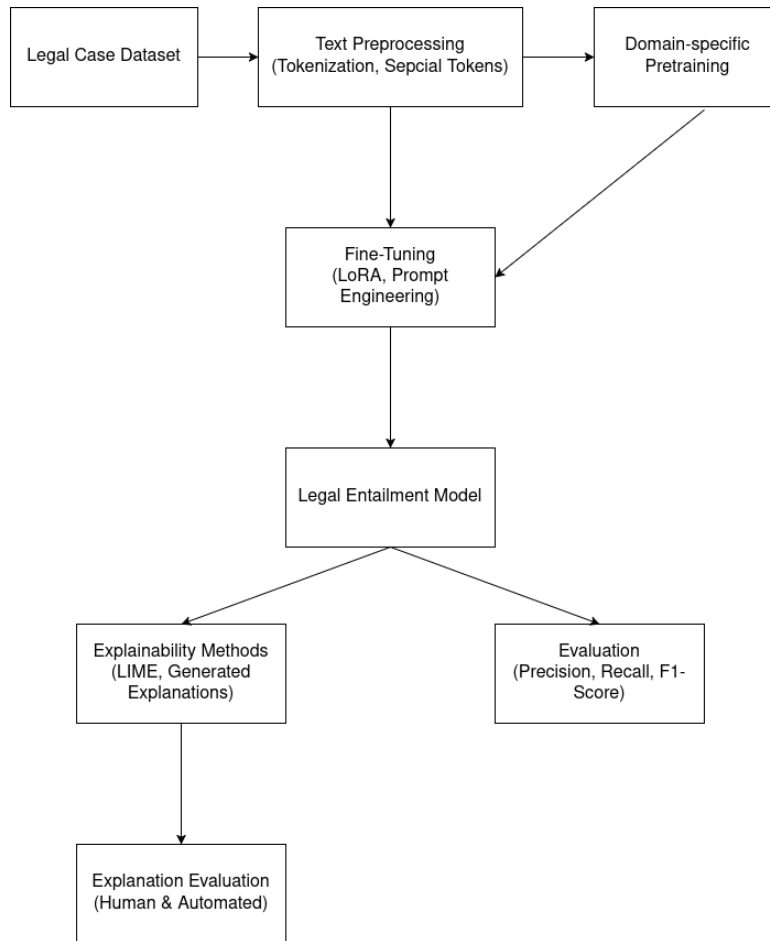 Legal Case Dataset
Text Preprocessing
(Tokenization, Sepcial Tokens)
Domain-specific
Pretraining
Fine-Tuning
(LoRA, Prompt
Engineering)
Legal Entailment Model
Explainability Methods
(LIME, Generated
Explanations)
Evaluation
(Precision, Recall, F1-
Score)
Explanation Evaluation
(Human & Automated)